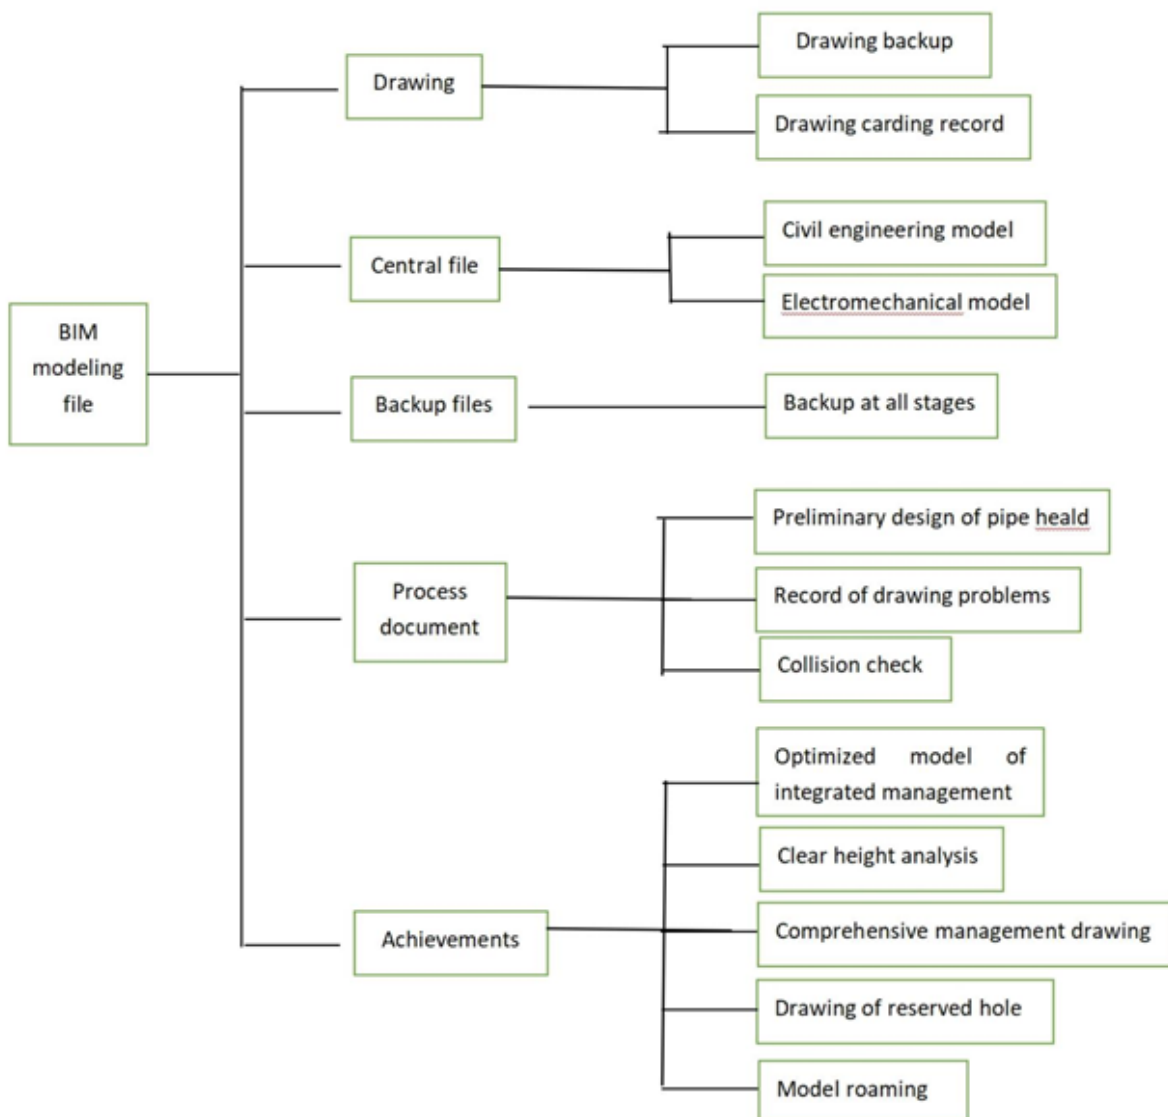 Drawing backup
Drawing
Drawing carding record
Civil engineering model
Central file
Electromechanical model
BIM
modeling
file
Backup files
Backup at all stages
Preliminary design of pipe heald
Process
document
Record of drawing problems
Collision check
Optimized model of
integrated management
Clear height analysis
Achievements
Comprehensive management drawing
Drawing of reserved hole
Model roaming